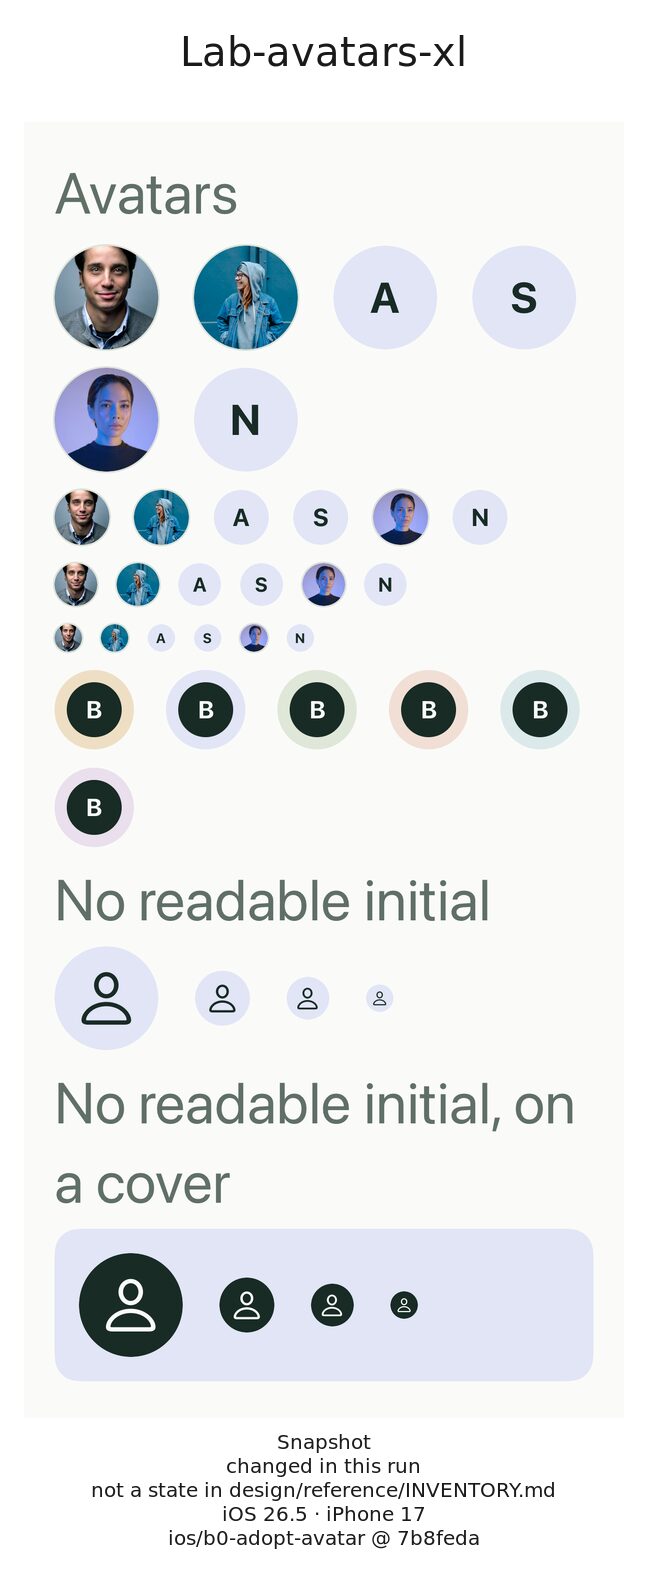 Lab-avatars-xl
Avatars
A S
N
A S N
A S N
A S N
B B B B B
B
No readable initial
No readable initial, on
a cover
Snapshot
changed in this run
not a state in design/reference/INVENTORY.md
iOS 26.5 · iPhone 17
ios/b0-adopt-avatar @ 7b8feda